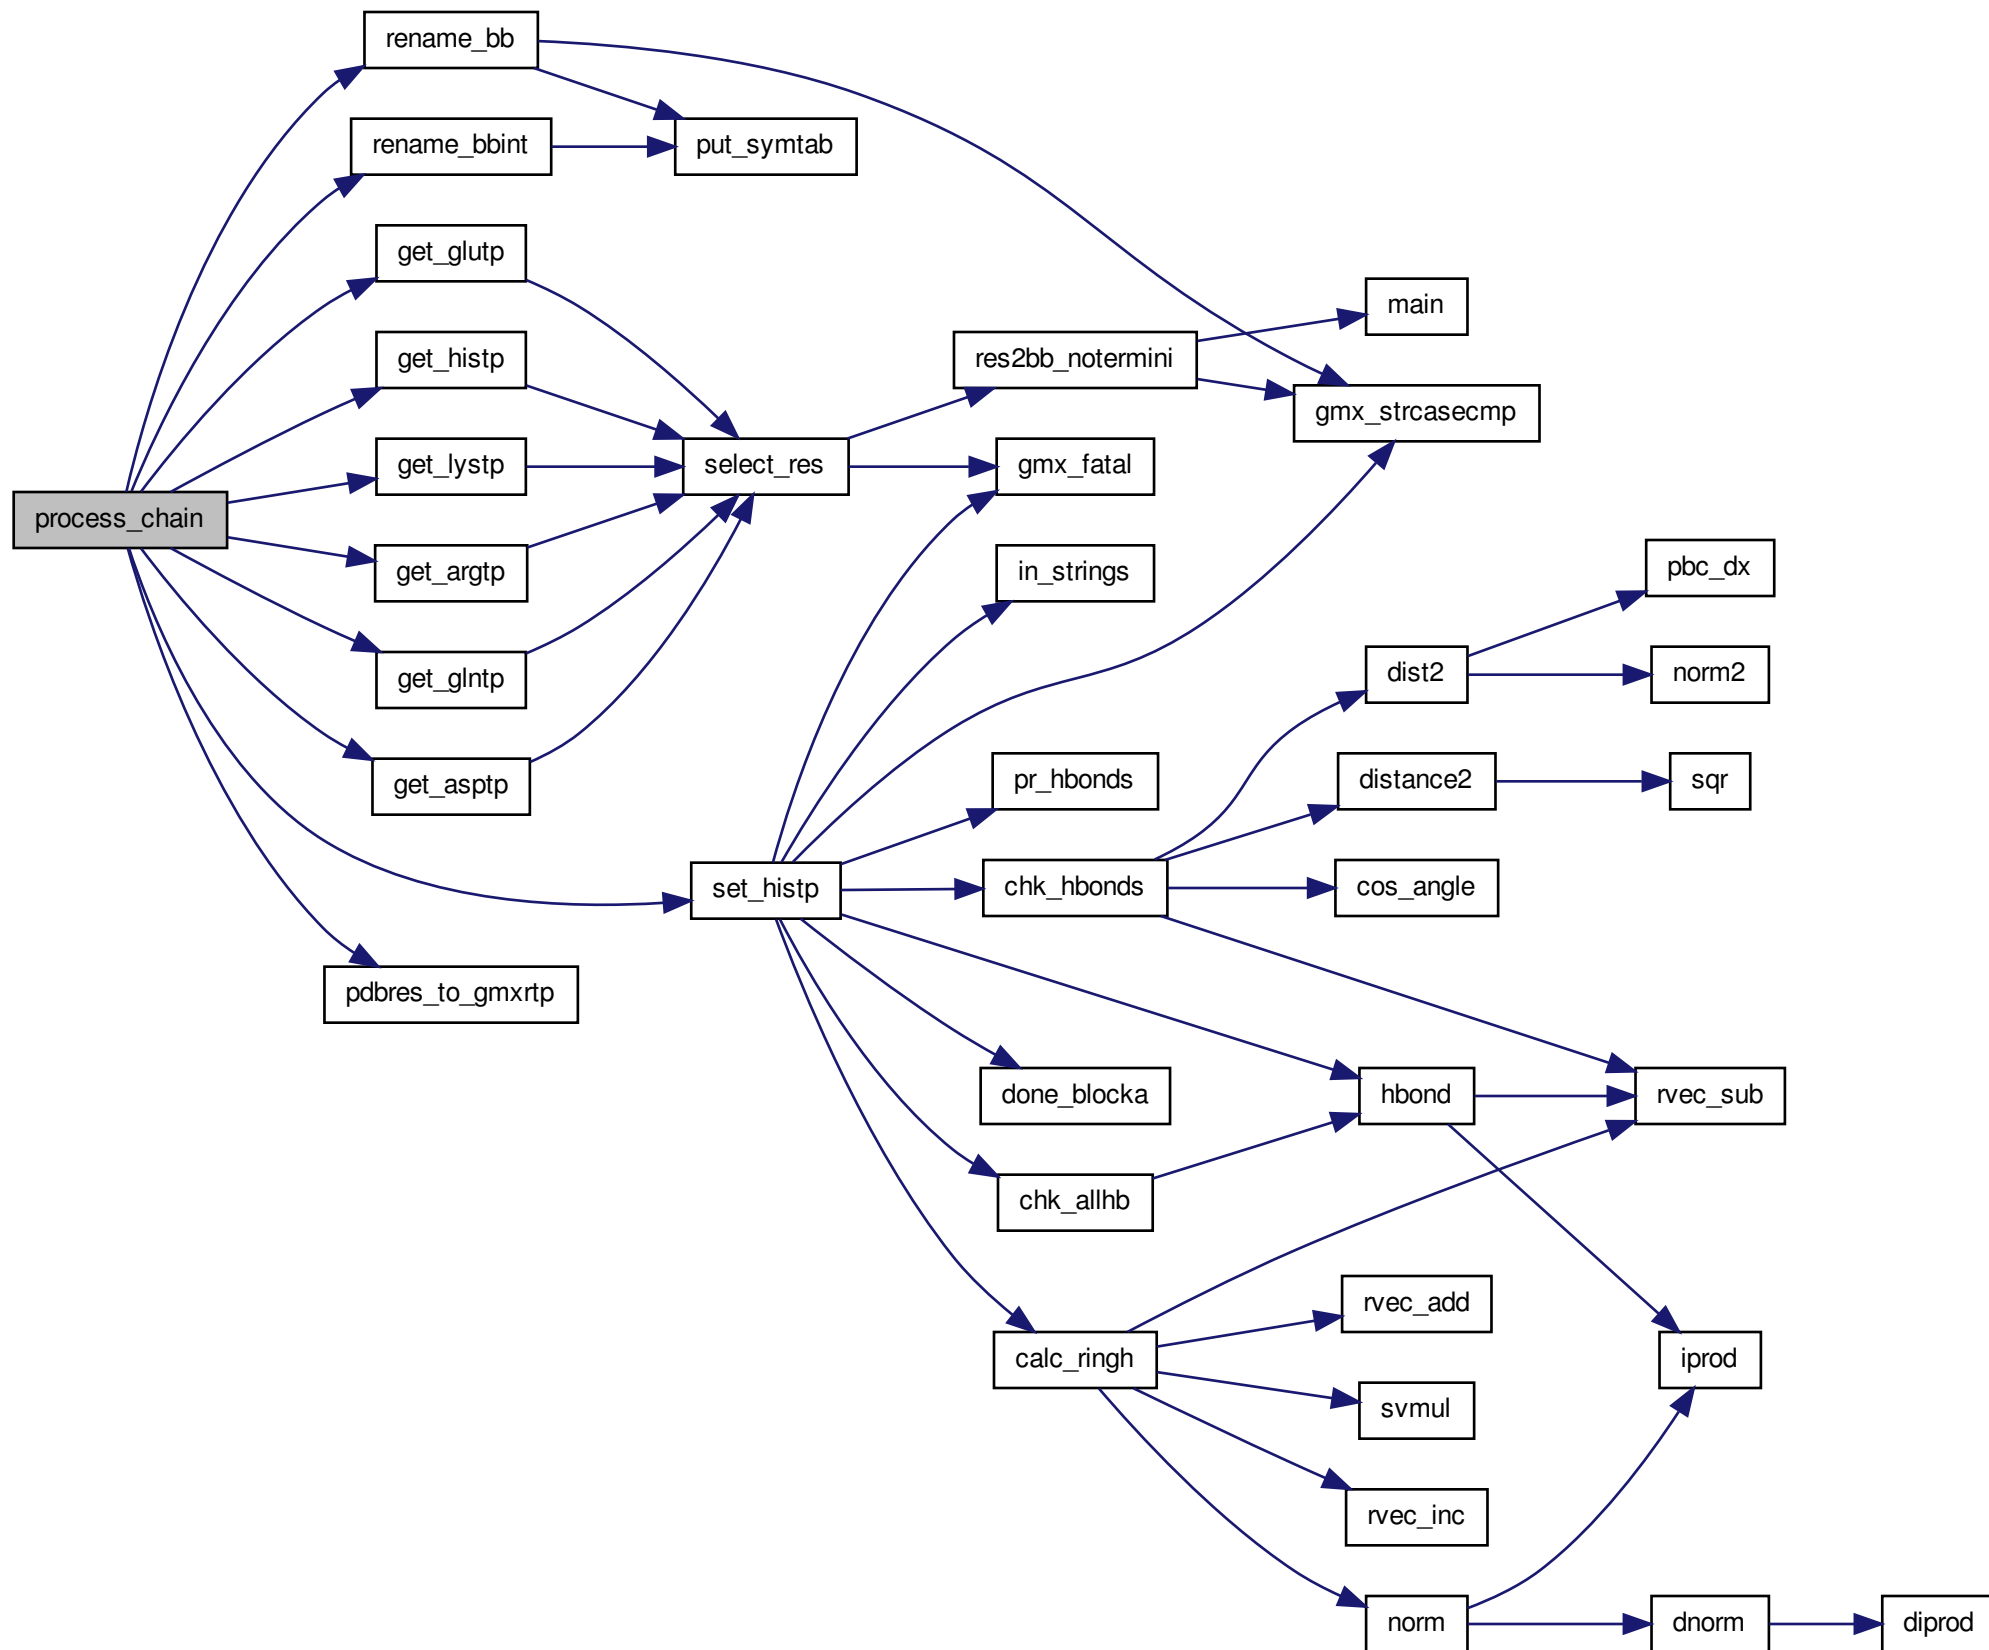 rename_bb
rename_bbint
put_symtab
get_glutp
main
get_histp
res2bb_notermini
gmx_strcasecmp
get_lystp
select_res
gmx_fatal
process_chain
get_argtp
in_strings
pbc_dx
get_glntp
dist2
norm2
get_asptp
pr_hbonds
distance2
sqr
set_histp
chk_hbonds
cos_angle
pdbres_to_gmxrtp
done_blocka
hbond
rvec_sub
chk_allhb
rvec_add
calc_ringh
iprod
svmul
rvec_inc
norm
dnorm
diprod